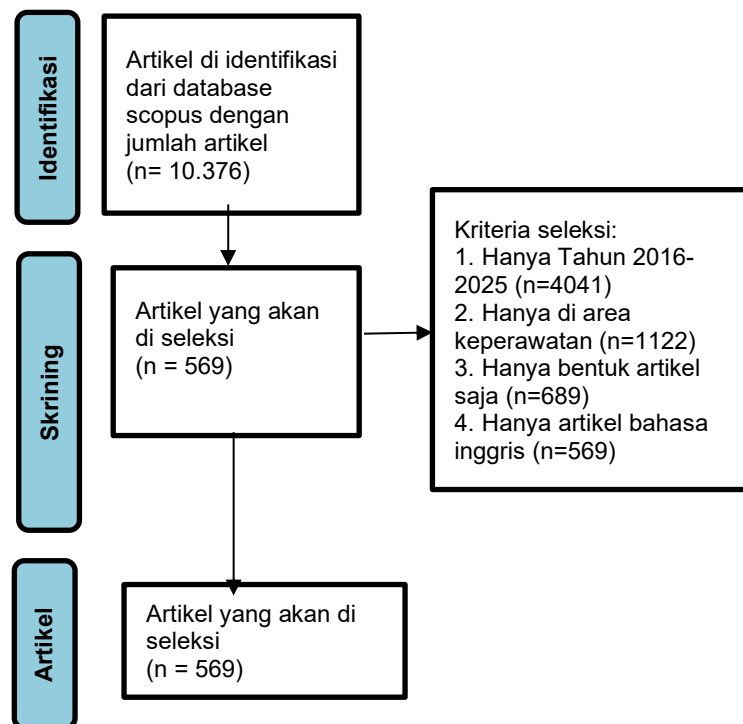 Identifikasi
Artikel di identifikasi
dari database
scopus dengan
jumlah artikel
(n= 10.376)
Skrining
Artikel yang akan
di seleksi
(n = 569)
Kriteria seleksi:
1. Hanya Tahun 2016-
2025 (n=4041)
2. Hanya di area
keperawatan (n=1122)
3. Hanya bentuk artikel
saja (n=689)
4. Hanya artikel bahasa
inggris (n=569)
Artikel
Artikel yang akan di
seleksi
(n = 569)